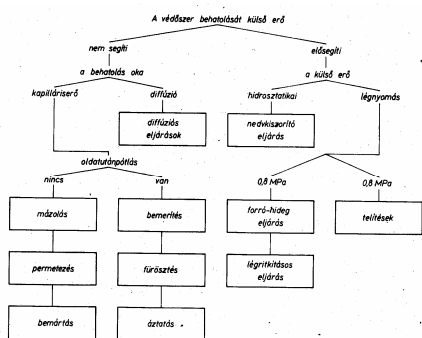 A védőszer behatolását külső erő
nem segíti
elősegíti
a behatolás oka
a külső erő
kapilláriserő
diffúzió
hidrosztatikai
légnyomás
diffúziós
eljárások
nedvkiszorító
eljárás
oldatutánpótlás
nincs
van
0,8 MPa
0,8 MPa
mázolás
bemerítés
forró-hideg
eljárás
telítések
permetezés
fürösztés
légritkításos
eljárás
bemártás
áztatás